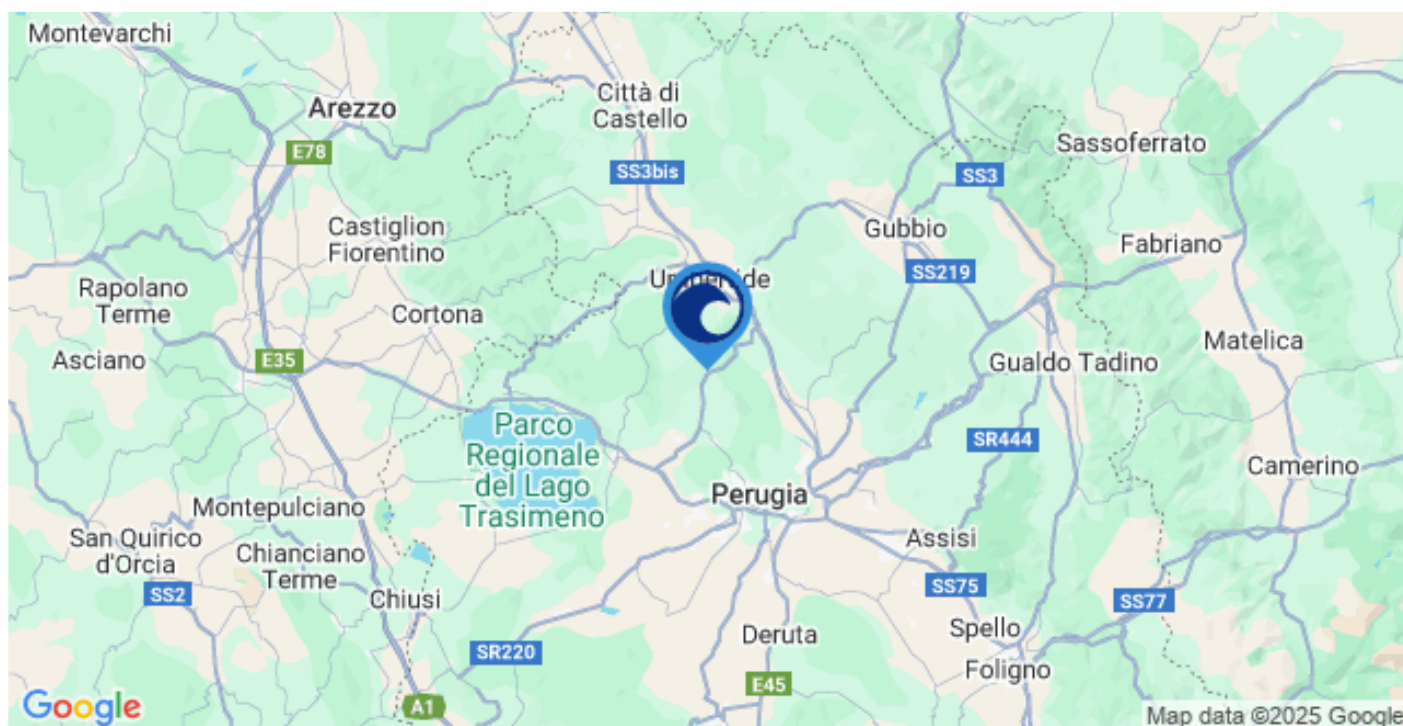 Montevarchi
Arezzo
Città di
Castello
Sassoferrato
E78
SS3bis
SS3
Castiglion
Fiorentino
Gubbio
Fabriano
SS219
Rapolano
Terme
Cortona
Matelica
Asciano
E35
Gualdo Tadino
Parco
Regionale
del Lago
Trasimeno
SR444
Camerino
Perugia
Montepulciano
San Quirico
d'Orcia
Chianciano
Terme
Assisi
SS2
Chiusi
SS75
SS77
Deruta
Spello
SR220
Foligno
E45
A1
Google
Map data ©2025 Google